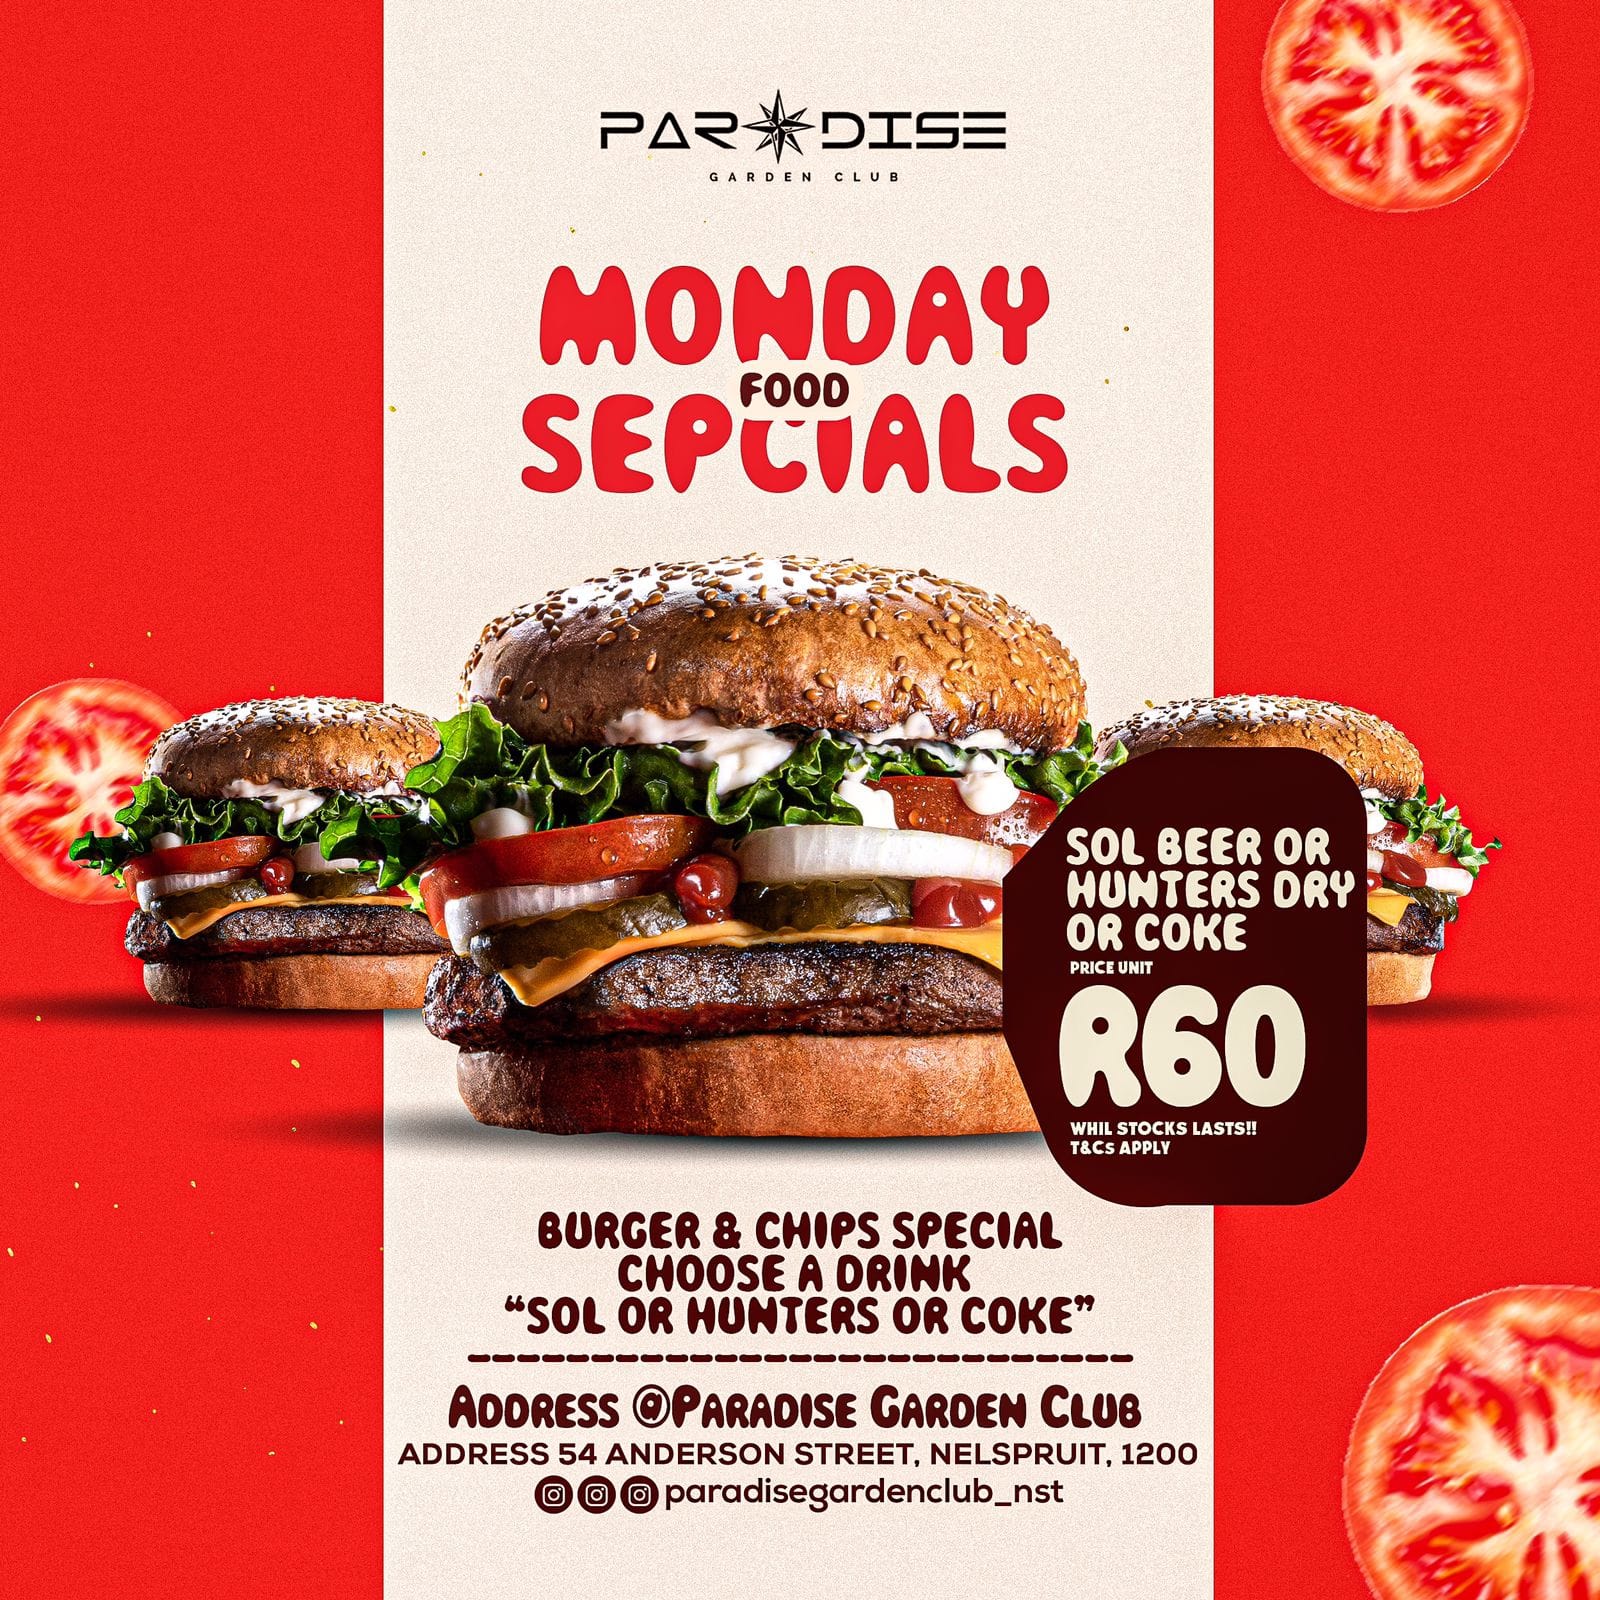 PARADISE
GARDEN CLUB
MONDAY
FOOD
SEPCIALS
SOL BEER OR
HUNTERS DRY
OR COKE
PRICE UNIT
R60
WHIL STOCKS LASTS!!
T&Cs APPLY
BURGER & CHIPS SPECIAL
CHOOSE A DRINK
“SOL OR HUNTERS OR COKE”
ADDRESS @PARADISE GARDEN CLUB
ADDRESS 54 ANDERSON STREET, NELSPRUIT, 1200
paradisegardenclub_nst